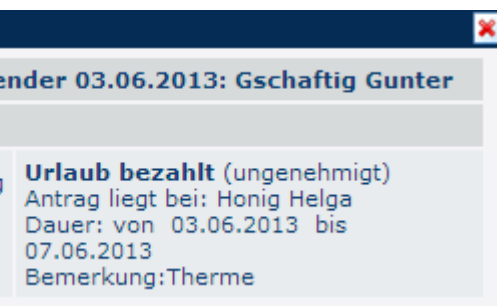 03.06.2013: Gschaftig Gunter
Urlaub bezahlt (ungenehmigt)
Antrag liegt bei: Honig Helga
Dauer: von 03.06.2013 bis
07.06.2013
Bemerkung:Therme